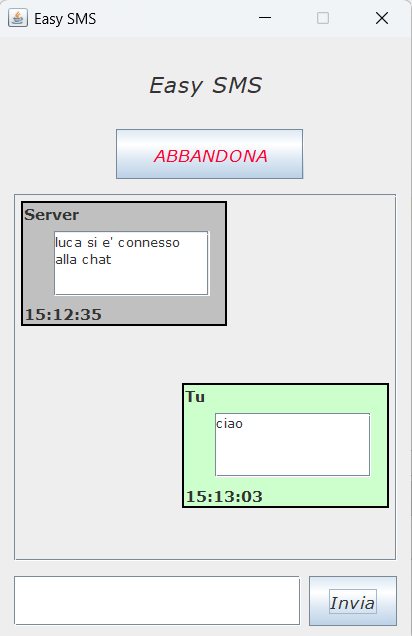 Easy SMS
Easy SMS
ABBANDONA
Server
luca si e' connesso
alla chat
15:12:35
Tu
ciao
15:13:03
Invia